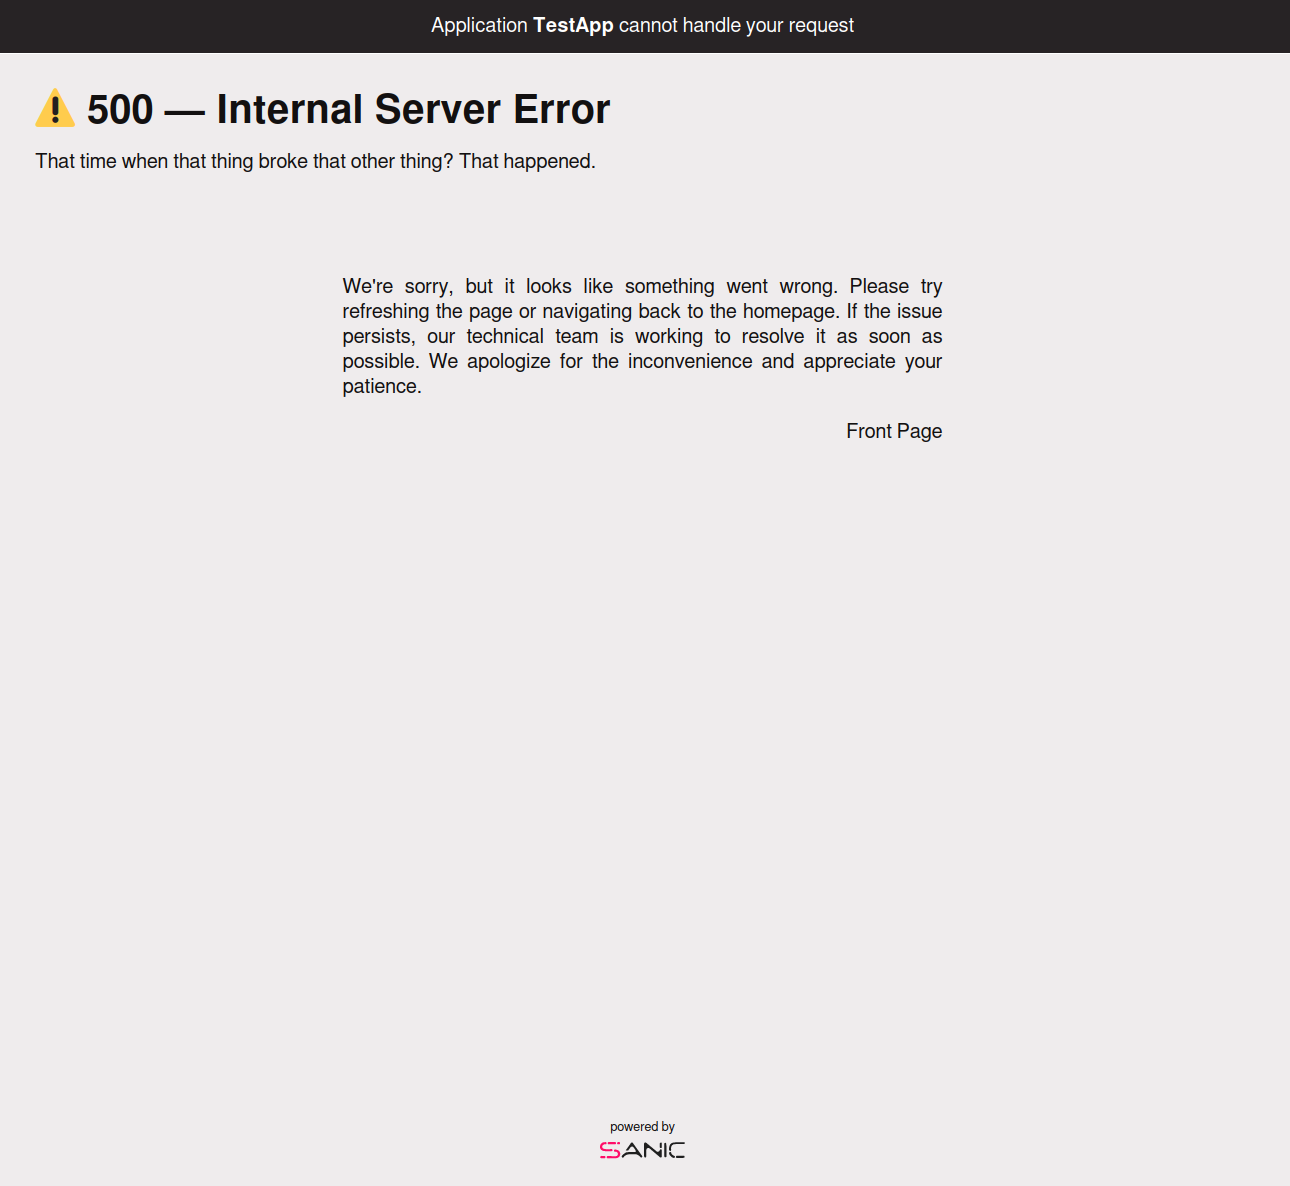 Application TestApp cannot handle your request
⚠️ 500 — Internal Server Error
That time when that thing broke that other thing? That happened.
We're sorry, but it looks like something went wrong. Please try
refreshing the page or navigating back to the homepage. If the issue
persists, our technical team is working to resolve it as soon as
possible. We apologize for the inconvenience and appreciate your
patience.
Front Page
powered by
SANIC